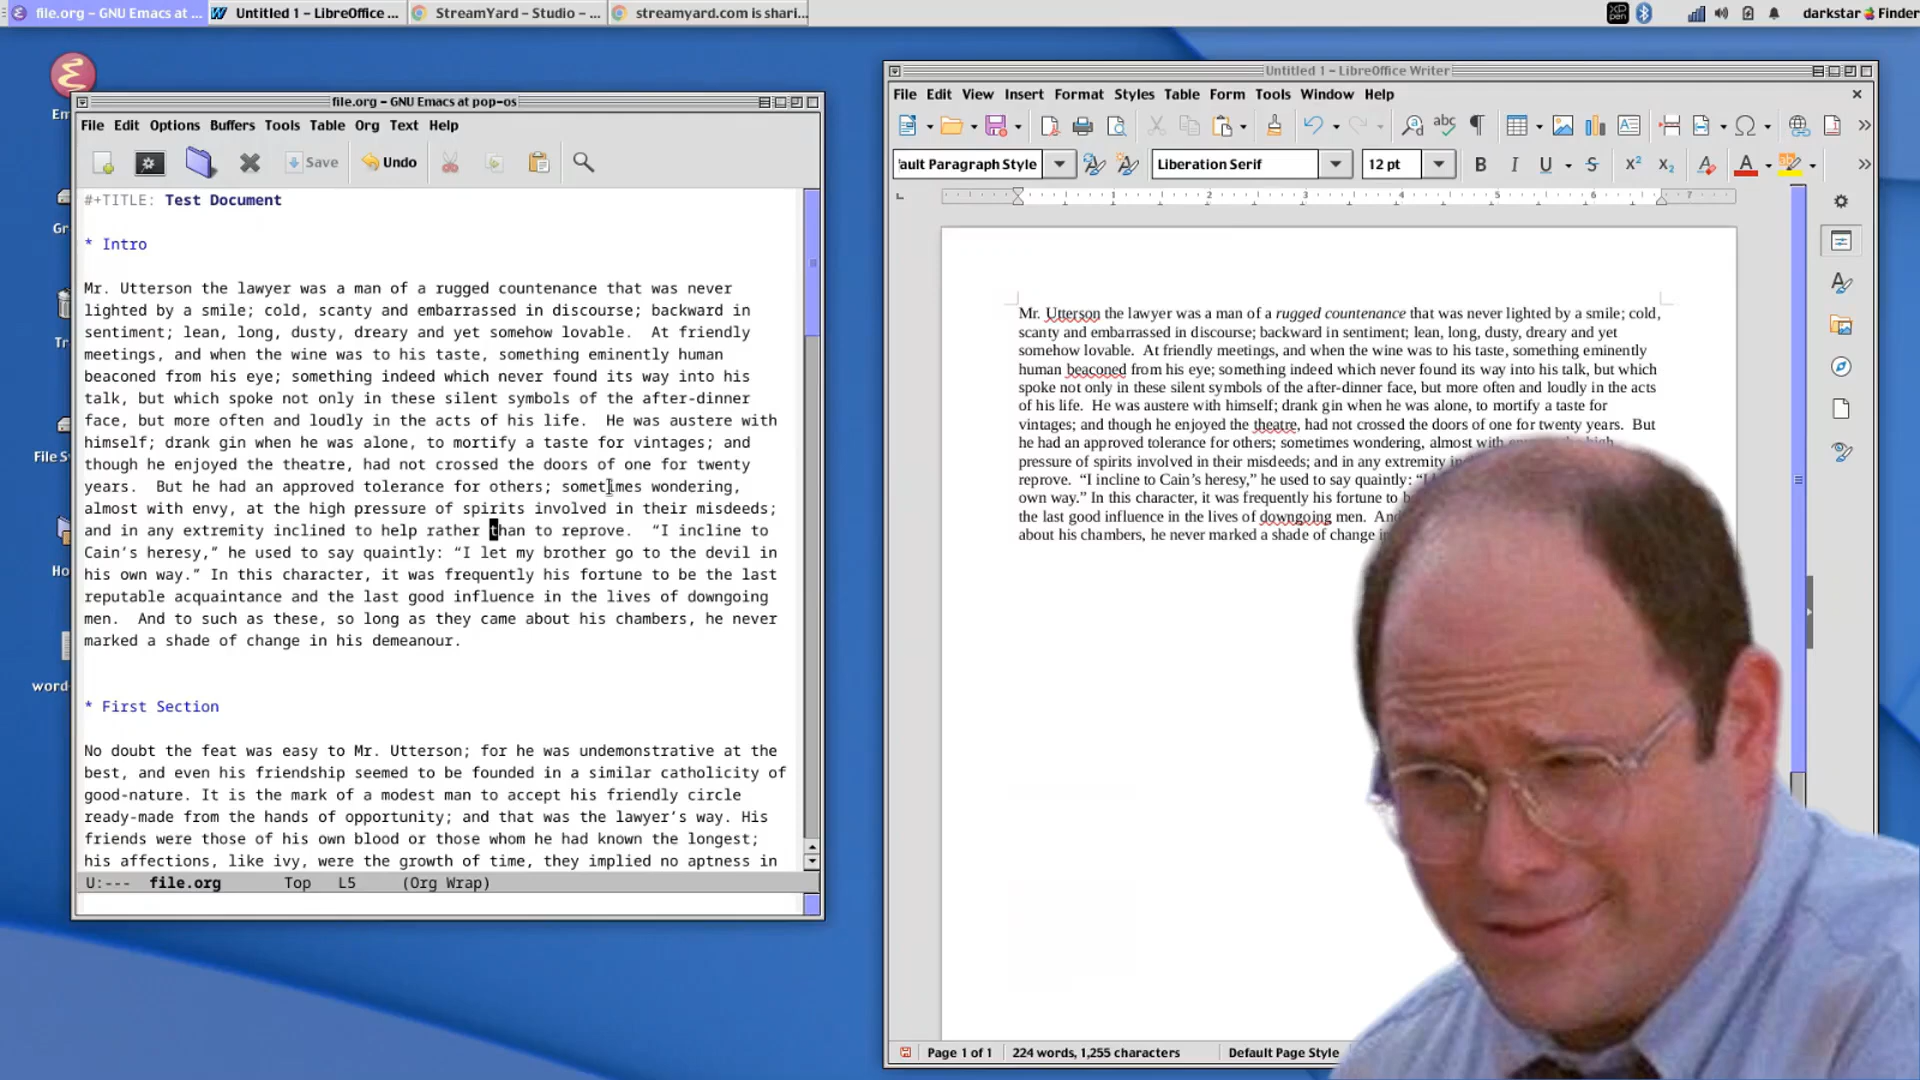 file.org – GNU Emacs at ...
Untitled 1 – LibreOffice ...
StreamYard – Studio – ...
streamyard.com is shari...
darkstar
Finder
file.org – GNU Emacs at pop-os
File Edit Options Buffers Tools Table Org Text Help
Save
Undo
#+TITLE: Test Document
* Intro
Mr. Utterson the lawyer was a man of a rugged countenance that was never
lighted by a smile; cold, scanty and embarrassed in discourse; backward in
sentiment; lean, long, dusty, dreary and yet somehow lovable.  At friendly
meetings, and when the wine was to his taste, something eminently human
beaconed from his eye; something indeed which never found its way into his
talk, but which spoke not only in these silent symbols of the after-dinner
face, but more often and loudly in the acts of his life.  He was austere with
himself; drank gin when he was alone, to mortify a taste for vintages; and
though he enjoyed the theatre, had not crossed the doors of one for twenty
years.  But he had an approved tolerance for others; sometimes wondering,
almost with envy, at the high pressure of spirits involved in their misdeeds;
and in any extremity inclined to help rather than to reprove.  “I incline to
Cain’s heresy,” he used to say quaintly: “I let my brother go to the devil in
his own way.” In this character, it was frequently his fortune to be the last
reputable acquaintance and the last good influence in the lives of downgoing
men.  And to such as these, so long as they came about his chambers, he never
marked a shade of change in his demeanour.
* First Section
No doubt the feat was easy to Mr. Utterson; for he was undemonstrative at the
best, and even his friendship seemed to be founded in a similar catholicity of
good-nature. It is the mark of a modest man to accept his friendly circle
ready-made from the hands of opportunity; and that was the lawyer’s way. His
friends were those of his own blood or those whom he had known the longest;
his affections, like ivy, were the growth of time, they implied no aptness in
U:--- file.org Top L5 (Org Wrap)
Em
Gr
Tr
File Sy
Ho
word-
Untitled 1 – LibreOffice Writer
File Edit View Insert Format Styles Table Form Tools Window Help
ault Paragraph Style
Liberation Serif
12 pt
1 2 3 4 5 6 7
Mr. Utterson the lawyer was a man of a rugged countenance that was never lighted by a smile; cold,
scanty and embarrassed in discourse; backward in sentiment; lean, long, dusty, dreary and yet
somehow lovable.  At friendly meetings, and when the wine was to his taste, something eminently
human beaconed from his eye; something indeed which never found its way into his talk, but which
spoke not only in these silent symbols of the after-dinner face, but more often and loudly in the acts
of his life.  He was austere with himself; drank gin when he was alone, to mortify a taste for
vintages; and though he enjoyed the theatre, had not crossed the doors of one for twenty years.  But
he had an approved tolerance for others; sometimes wondering, almost with
pressure of spirits involved in their misdeeds; and in any extremity
reprove.  “I incline to Cain’s heresy,” he used to say quaintly:
own way.” In this character, it was frequently his fortune to
the last good influence in the lives of downgoing men.
about his chambers, he never marked a shade of change
Page 1 of 1
224 words, 1,255 characters
Default Page Style